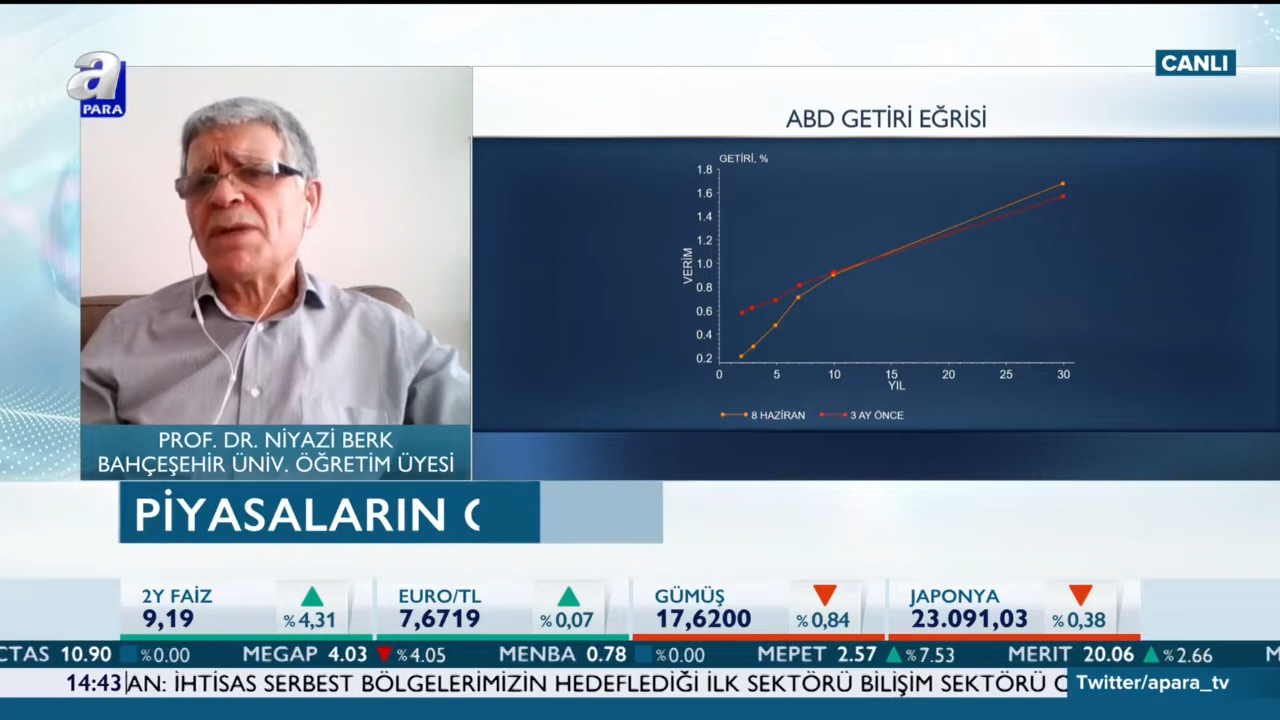 a
PARA
CANLI
ABD GETİRİ EĞRİSİ
GETİRİ, %
1.8
1.6
1.4
1.2
1.0
0.8
0.6
0.4
0.2
VERİM
0 5 10 15 20 25 30
YIL
8 HAZİRAN 3 AY ÖNCE
PROF. DR. NİYAZİ BERK
BAHÇEŞEHİR ÜNİV. ÖĞRETİM ÜYESİ
PİYASALARIN
2Y FAİZ
9,19 %4,31
EURO/TL
7,6719 %0,07
GÜMÜŞ
17,6200 %0,84
JAPONYA
23.091,03 %0,38
CTAS 10.90 %0.00 MEGAP 4.03 %4.05 MENBA 0.78 %0.00 MEPET 2.57 %7.53 MERIT 20.06 %2.66 M
14:43 AN: İHTİSAS SERBEST BÖLGELERİMİZİN HEDEFLEDİĞİ İLK SEKTÖRÜ BİLİŞİM SEKTÖRÜ Twitter/apara_tv